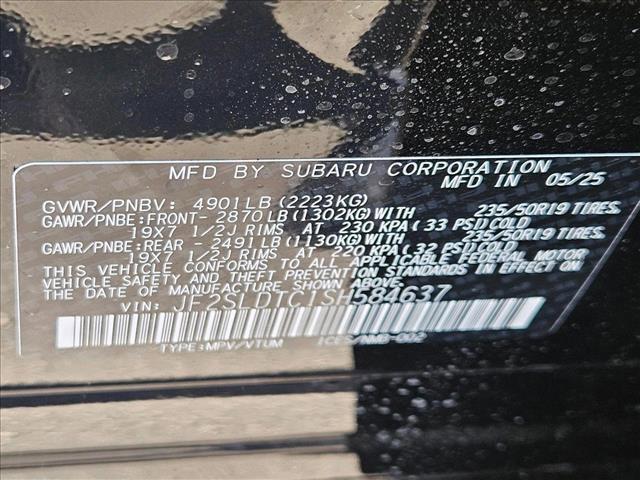 MFD BY SUBARU CORPORATION
MFD IN 05/25
GVWR/PNBV: 4901LB(2223KG)
GAWR/PNBE:FRONT- 2870LB(1302KG)WITH 235/50R19 TIRES,
19X7 1/2J RIMS AT 230 KPA(33 PSI)COLD
GAWR/PNBE:REAR - 2491LB(1130KG)WITH 235/50R19 TIRES,
19X7 1/2J RIMS AT 220 KPA(32 PSI)COLD
THIS VEHICLE CONFORMS TO ALL APPLICABLE FEDERAL MOTOR
VEHICLE SAFETY AND THEFT PREVENTION STANDARDS IN EFFECT
ON THE DATE OF MANUFACTURE SHOWN ABOVE.
VIN: JF2SLDTC1SH584637
TYPE:MPV/VTUM ICES/NMB-002